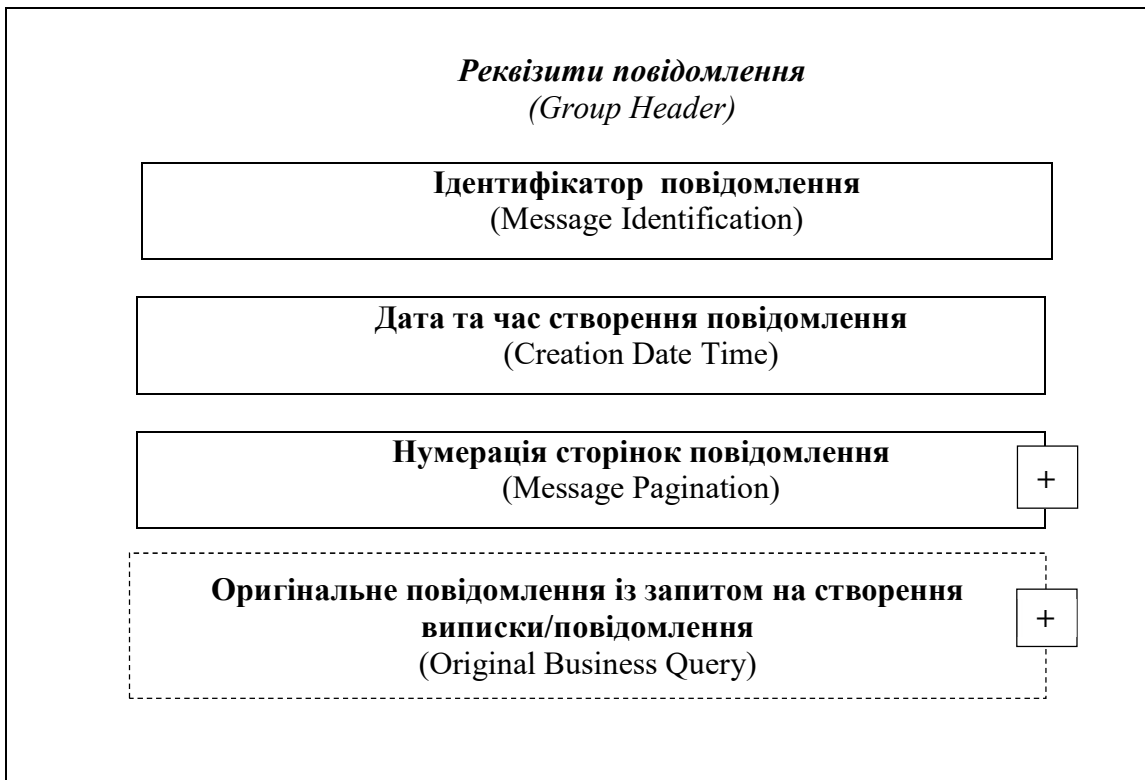 Реквізити повідомлення
(Group Header)
Ідентифікатор повідомлення
(Message Identification)
Дата та час створення повідомлення
(Creation Date Time)
Нумерація сторінок повідомлення
(Message Pagination)
+
Оригінальне повідомлення із запитом на створення
виписки/повідомлення
(Original Business Query)
+